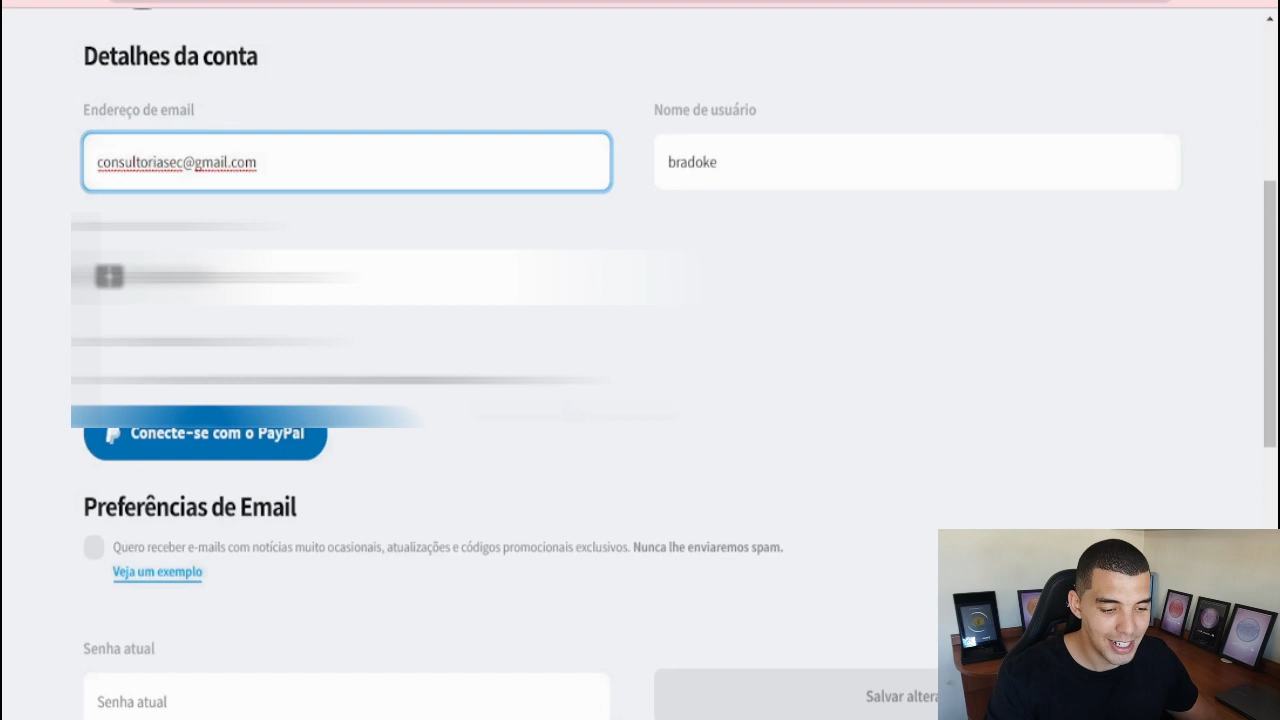 Detalhes da conta
Endereço de email
Nome de usuário
consultoriasec@gmail.com
bradoke
Conecte-se com o PayPal
Preferências de Email
Quero receber e-mails com notícias muito ocasionais, atualizações e códigos promocionais exclusivos. Nunca lhe enviaremos spam.
Veja um exemplo
Senha atual
Senha atual
Salvar altera